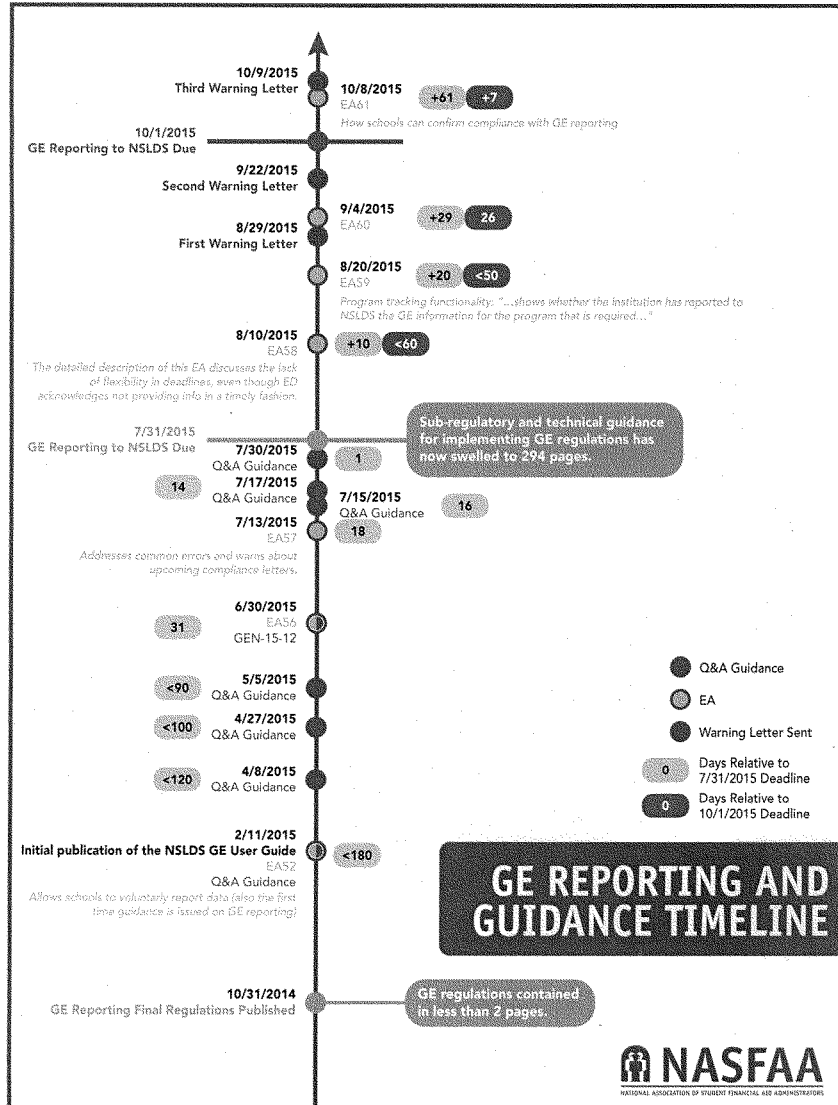 10/9/2015
Third Warning Letter
10/8/2015
EA61
+61
+7
How schools can confirm compliance with GE reporting
10/1/2015
GE Reporting to NSLDS Due
9/22/2015
Second Warning Letter
9/4/2015
EA60
+29
26
8/29/2015
First Warning Letter
8/20/2015
EA59
+20
<50
Program tracking functionality: "...shows whether the institution has reported to
NSLDS the GE information for the program that is required..."
8/10/2015
EA58
+10
<60
The detailed description of this EA discusses the lack
of flexibility in deadlines, even though ED
acknowledges not providing info in a timely fashion.
7/31/2015
GE Reporting to NSLDS Due
Sub-regulatory and technical guidance
for implementing GE regulations has
now swelled to 294 pages.
7/30/2015
Q&A Guidance
1
14
7/17/2015
Q&A Guidance
7/15/2015
Q&A Guidance
16
7/13/2015
EA57
18
Addresses common errors and warns about
upcoming compliance letters.
31
6/30/2015
EA56
GEN-15-12
<90
5/5/2015
Q&A Guidance
<100
4/27/2015
Q&A Guidance
<120
4/8/2015
Q&A Guidance
Q&A Guidance
EA
Warning Letter Sent
0
Days Relative to
7/31/2015 Deadline
0
Days Relative to
10/1/2015 Deadline
2/11/2015
Initial publication of the NSLDS GE User Guide
EA52
Q&A Guidance
<180
Allows schools to voluntarily report data (also the first
time guidance is issued on GE reporting)
GE REPORTING AND
GUIDANCE TIMELINE
10/31/2014
GE Reporting Final Regulations Published
GE regulations contained
in less than 2 pages.
NASFAA
NATIONAL ASSOCIATION OF STUDENT FINANCIAL AID ADMINISTRATORS